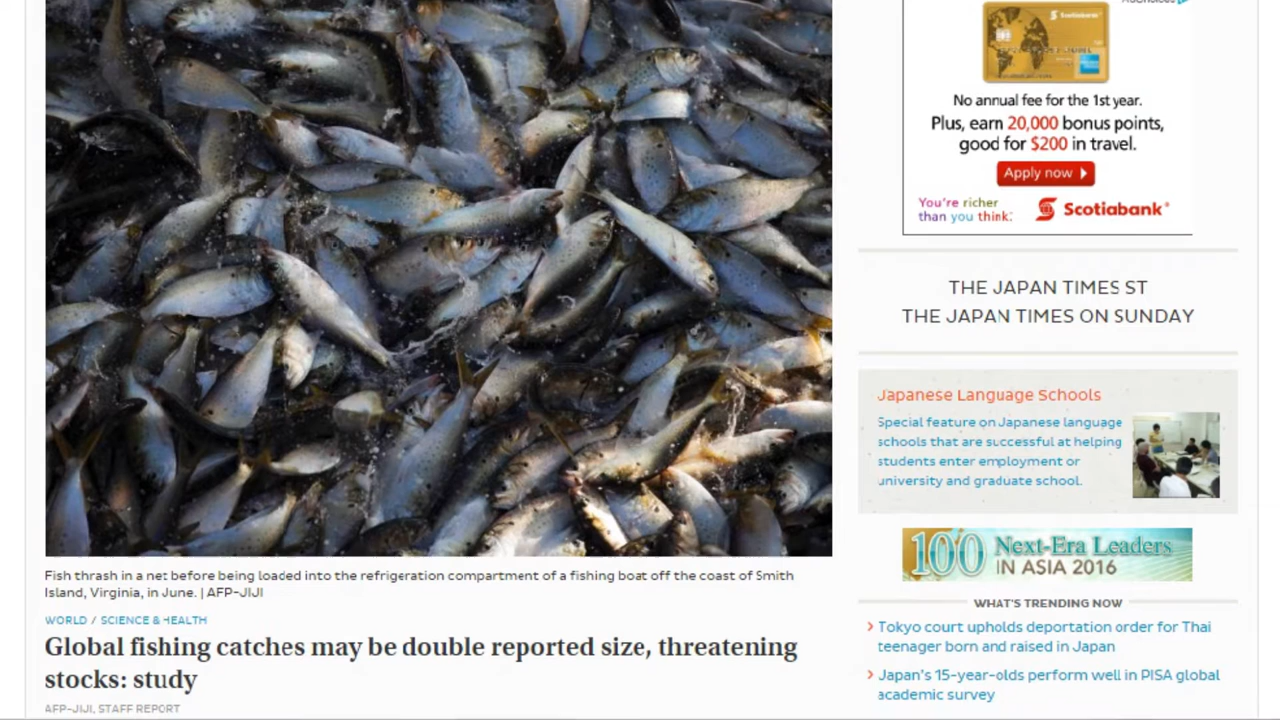 Fish thrash in a net before being loaded into the refrigeration compartment of a fishing boat off the coast of Smith
Island, Virginia, in June. | AFP-JIJI
WORLD / SCIENCE & HEALTH
Global fishing catches may be double reported size, threatening
stocks: study
AFP-JIJI, STAFF REPORT
AdChoices
Scotiabank
No annual fee for the 1st year.
Plus, earn 20,000 bonus points,
good for $200 in travel.
Apply now
You're richer
than you think.
Scotiabank
THE JAPAN TIMES ST
THE JAPAN TIMES ON SUNDAY
Japanese Language Schools
Special feature on Japanese language
schools that are successful at helping
students enter employment or
university and graduate school.
100 Next-Era Leaders
IN ASIA 2016
WHAT'S TRENDING NOW
Tokyo court upholds deportation order for Thai
teenager born and raised in Japan
Japan's 15-year-olds perform well in PISA global
academic survey